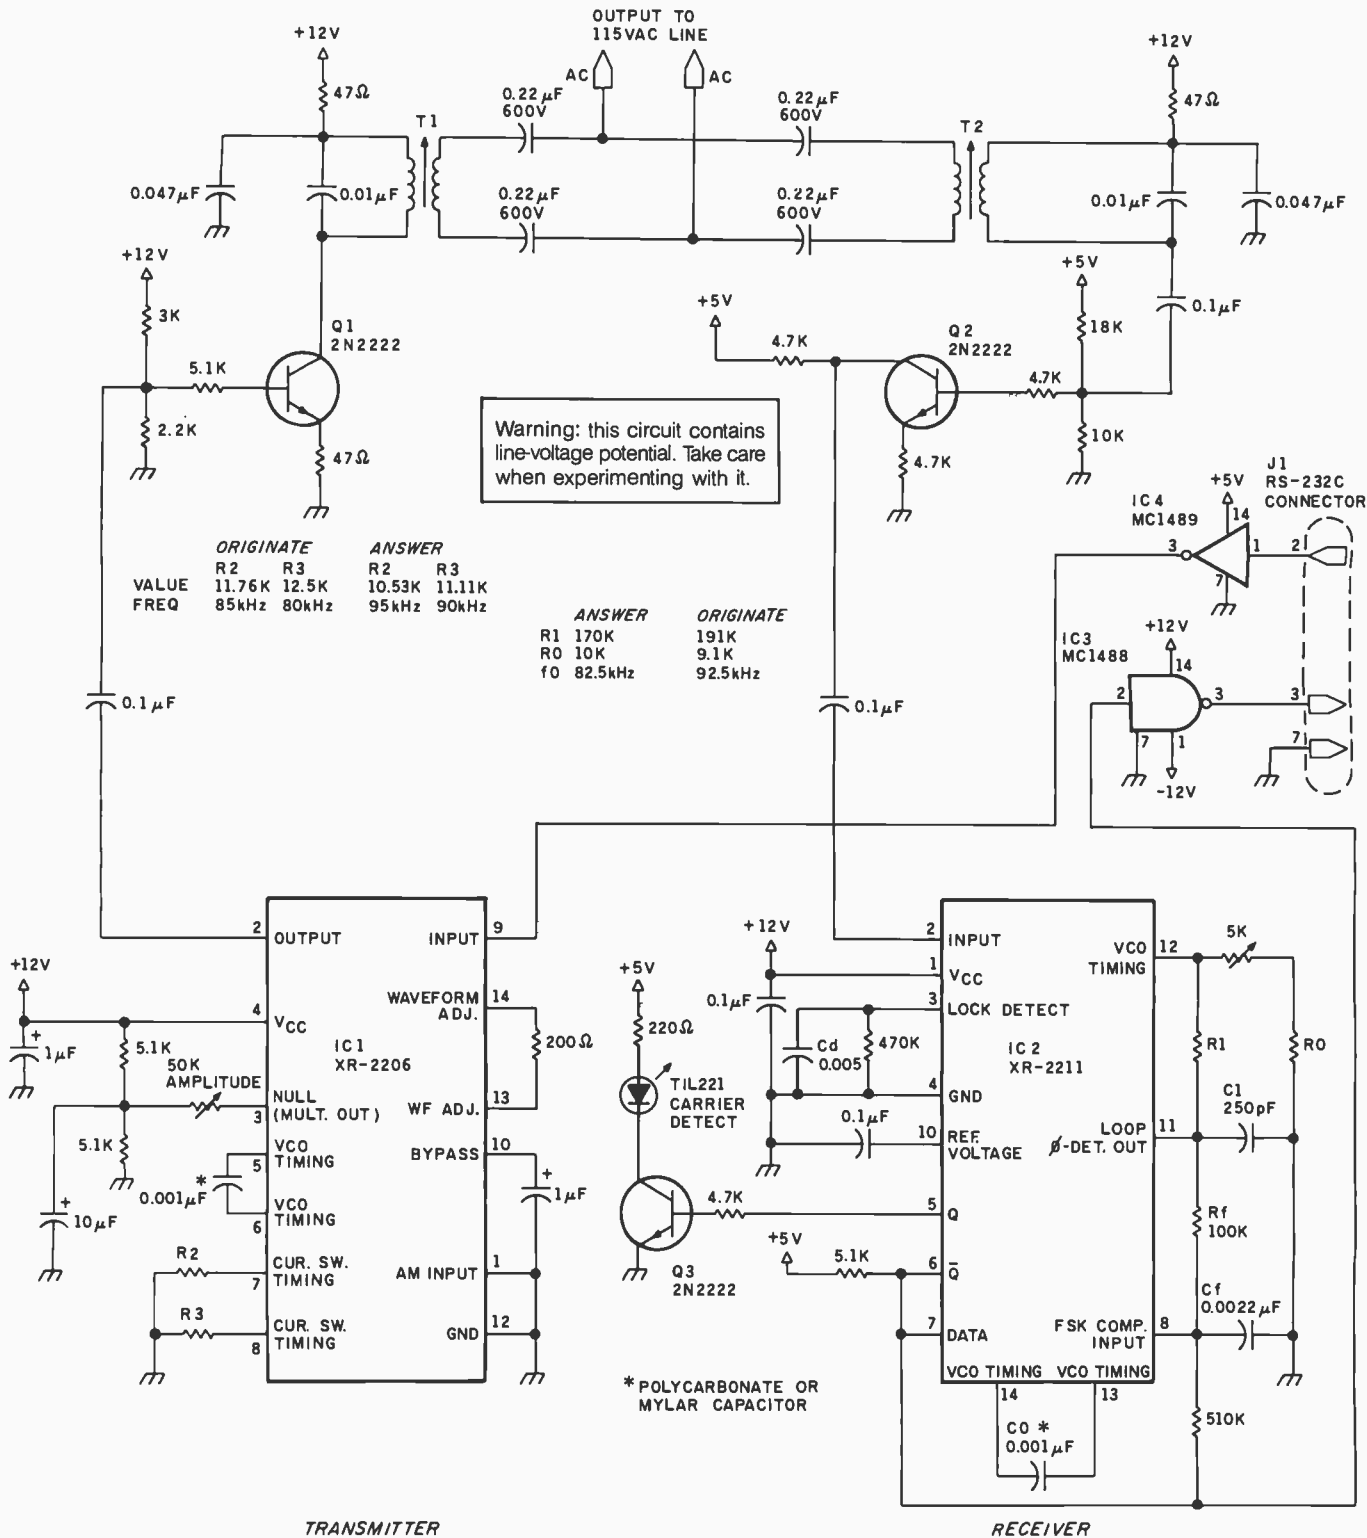 OUTPUT TO
115VAC LINE
+12V
+12V
AC
AC
47Ω
47Ω
0.22µF
600V
0.22µF
600V
T1
T2
0.047µF
0.01µF
0.22µF
600V
0.22µF
600V
0.01µF
0.047µF
+12V
+5V
+5V
0.1µF
3K
Q1
2N2222
4.7K
Q2
2N2222
18K
5.1K
4.7K
2.2K
47Ω
Warning: this circuit contains
line-voltage potential. Take care
when experimenting with it.
4.7K
10K
J1
RS-232C
CONNECTOR
+5V
IC4
MC1489
14
3
1
2
7
ORIGINATE ANSWER
R2 R3 R2 R3
VALUE 11.76K 12.5K 10.53K 11.11K
FREQ 85kHz 80kHz 95kHz 90kHz
ANSWER ORIGINATE
R1 170K 191K
R0 10K 9.1K
f0 82.5kHz 92.5kHz
+12V
IC3
MC1488
14
2
3
3
7
1
7
-12V
0.1µF
0.1µF
2
OUTPUT
INPUT
9
+12V
4
VCC
WAVEFORM
ADJ.
14
1µF
5.1K
IC1
XR-2206
200Ω
50K
AMPLITUDE
NULL
(MULT. OUT)
3
WF ADJ.
13
5.1K
VCO
TIMING
5
BYPASS
10
*
0.001µF
VCO
TIMING
6
1µF
10µF
R2
CUR. SW.
TIMING
7
AM INPUT
1
R3
CUR. SW.
TIMING
8
GND
12
+5V
220Ω
TIL221
CARRIER
DETECT
4.7K
Q3
2N2222
+12V
0.1µF
Cd
0.005
470K
0.1µF
+5V
5.1K
2
INPUT
1
VCC
3
LOCK DETECT
IC2
XR-2211
4
GND
10
REF.
VOLTAGE
5
Q
6
Q̅
7
DATA
VCO
TIMING
12
5K
R1
R0
C1
250pF
LOOP
Ø-DET. OUT
11
Rf
100K
Cf
0.0022µF
FSK COMP.
INPUT
8
VCO TIMING
VCO TIMING
14
13
C0 *
0.001µF
510K
* POLYCARBONATE OR
MYLAR CAPACITOR
TRANSMITTER
RECEIVER